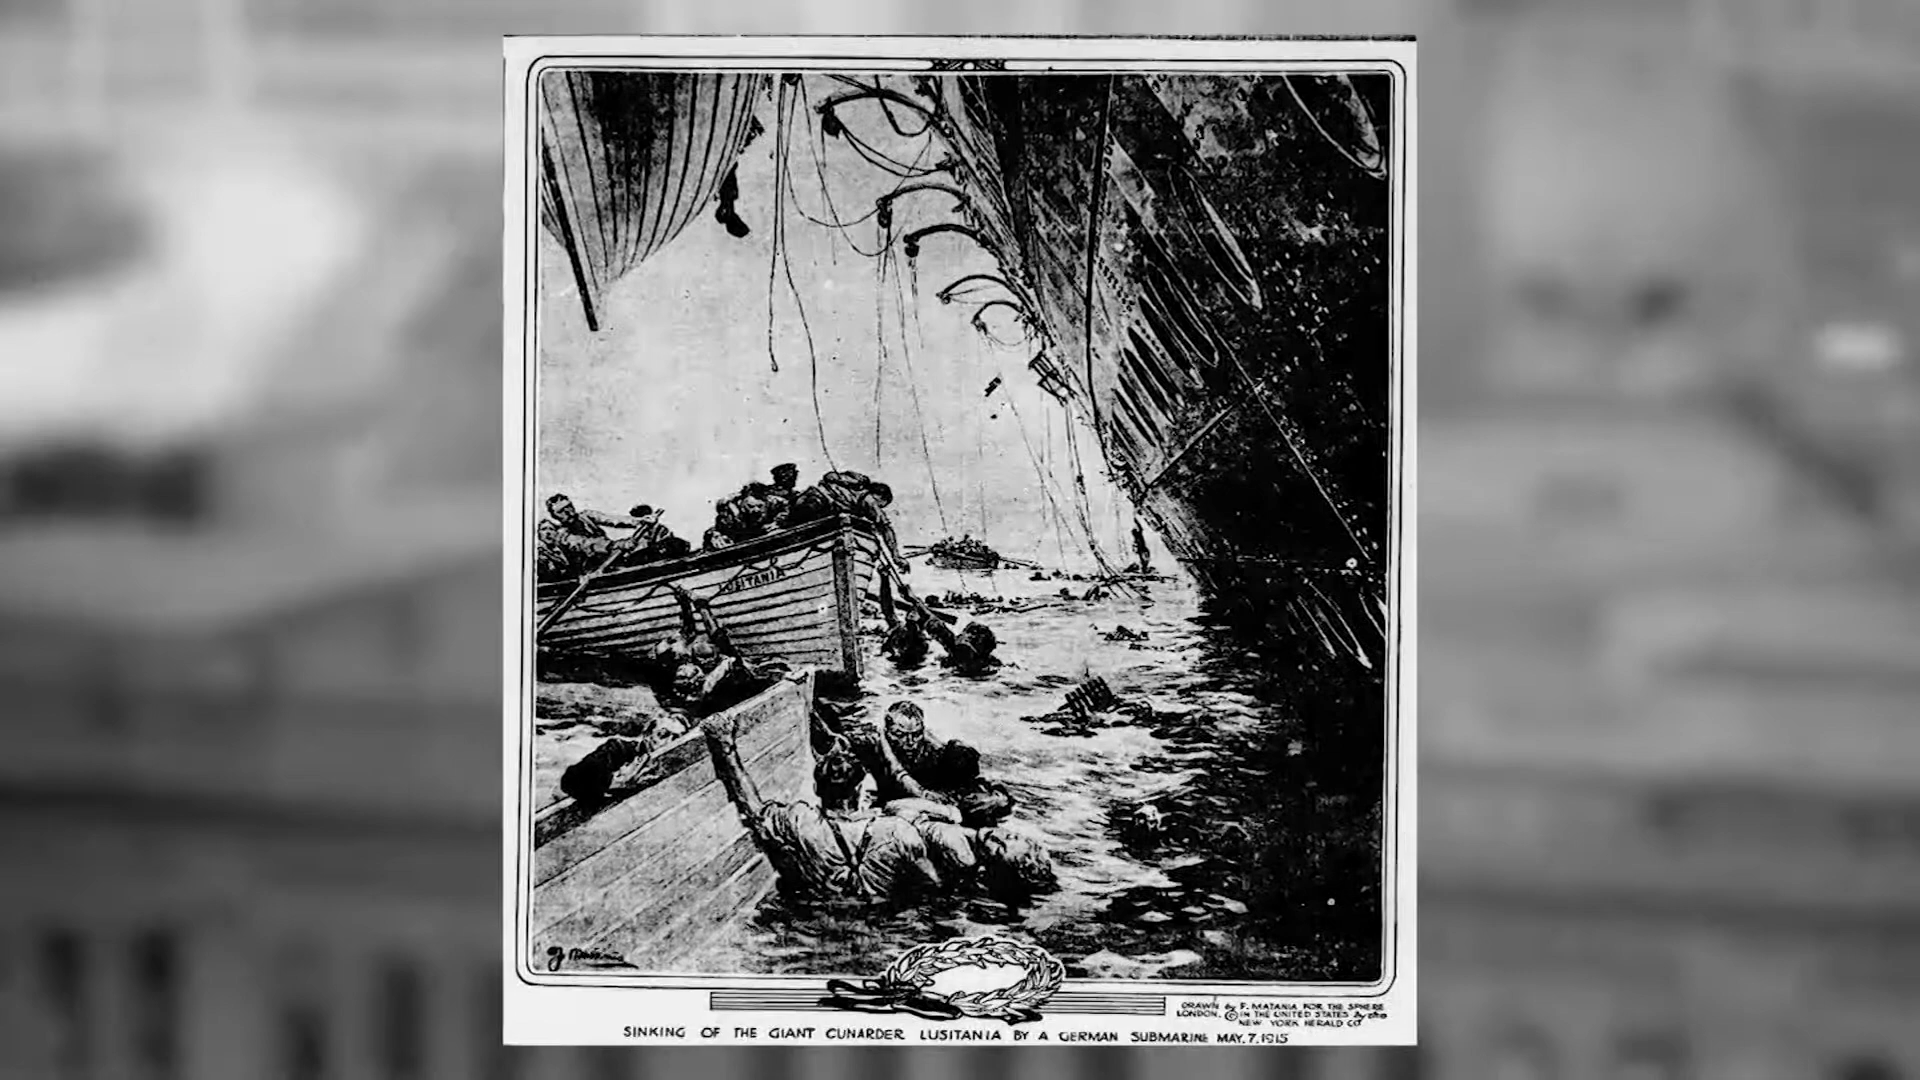 LUSITANIA
F. Matania
DRAWN by F. MATANIA FOR THE SPHERE
LONDON. © IN THE UNITED STATES By the
NEW YORK HERALD CO
SINKING OF THE GIANT CUNARDER LUSITANIA BY A GERMAN SUBMARINE MAY. 7. 1915